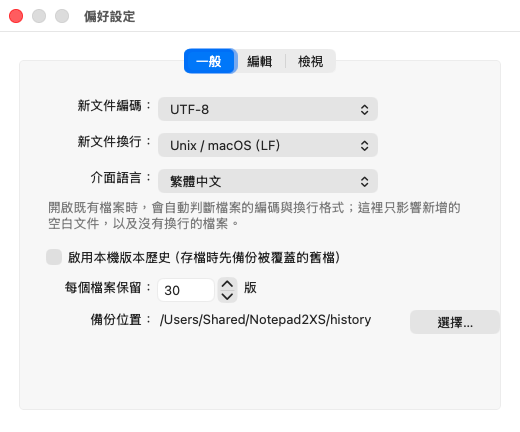 偏好設定
一般 編輯 檢視
新文件編碼： UTF-8
新文件換行： Unix / macOS (LF)
介面語言： 繁體中文
開啟既有檔案時，會自動判斷檔案的編碼與換行格式；這裡只影響新增的
空白文件，以及沒有換行的檔案。
啟用本機版本歷史 (存檔時先備份被覆蓋的舊檔)
每個檔案保留： 30 版
備份位置： /Users/Shared/Notepad2XS/history 選擇...